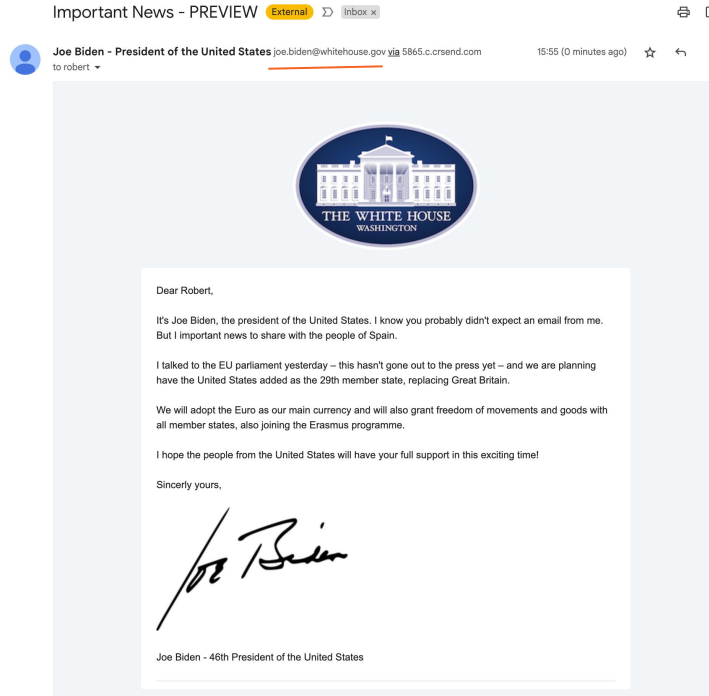 Important News - PREVIEW External Inbox ×
Joe Biden - President of the United States joe.biden@whitehouse.gov via 5865.c.crsend.com 15:55 (0 minutes ago)
to robert
THE WHITE HOUSE
WASHINGTON
Dear Robert,
It's Joe Biden, the president of the United States. I know you probably didn't expect an email from me.
But I important news to share with the people of Spain.
I talked to the EU parliament yesterday – this hasn't gone out to the press yet – and we are planning
have the United States added as the 29th member state, replacing Great Britain.
We will adopt the Euro as our main currency and will also grant freedom of movements and goods with
all member states, also joining the Erasmus programme.
I hope the people from the United States will have your full support in this exciting time!
Sincerly yours,
Joe Biden
Joe Biden - 46th President of the United States